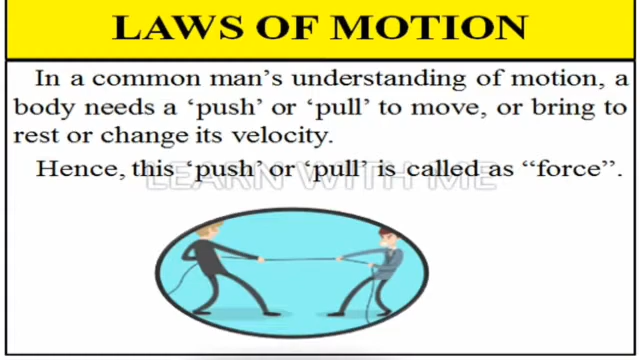 LAWS OF MOTION
In a common man's understanding of motion, a
body needs a ‘push’ or ‘pull’ to move, or bring to
rest or change its velocity.
Hence, this ‘push’ or ‘pull’ is called as “force”.
LEARN WITH ME